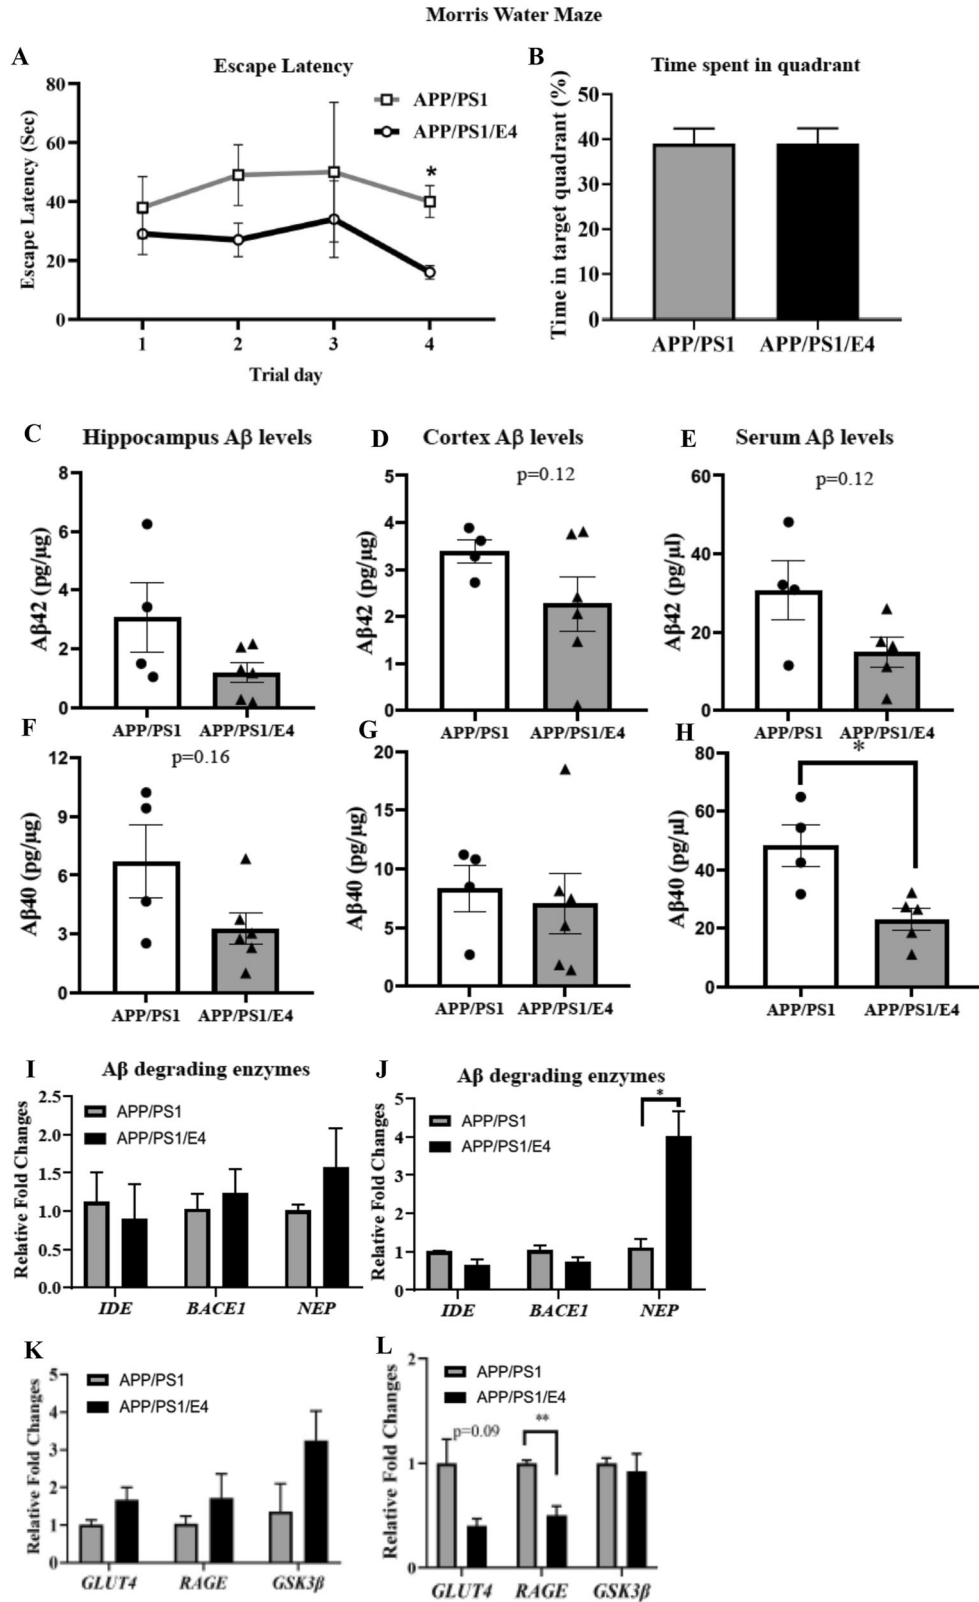 Morris Water Maze
A
Escape Latency
80
60
40
20
0
Escape Latency (Sec)
APP/PS1
APP/PS1/E4
*
1 2 3 4
Trial day
B
Time spent in quadrant
50
40
30
20
10
0
Time in target quadrant (%)
APP/PS1 APP/PS1/E4
C
Hippocampus Aβ levels
8
6
4
2
0
Aβ42 (pg/µg)
APP/PS1 APP/PS1/E4
D
Cortex Aβ levels
p=0.12
5
4
3
2
1
0
Aβ42 (pg/µg)
APP/PS1 APP/PS1/E4
E
Serum Aβ levels
p=0.12
60
40
20
0
Aβ42 (pg/µl)
APP/PS1 APP/PS1/E4
F
p=0.16
12
9
6
3
0
Aβ40 (pg/µg)
APP/PS1 APP/PS1/E4
G
20
15
10
5
0
Aβ40 (pg/µg)
APP/PS1 APP/PS1/E4
H
*
80
60
40
20
0
Aβ40 (pg/µl)
APP/PS1 APP/PS1/E4
I
Aβ degrading enzymes
2.5
2.0
1.5
1.0
0.5
0.0
Relative Fold Changes
APP/PS1
APP/PS1/E4
IDE BACE1 NEP
J
Aβ degrading enzymes
5
4
3
2
1
0
Relative Fold Changes
APP/PS1
APP/PS1/E4
*
IDE BACE1 NEP
K
5
4
3
2
1
0
Relative Fold Changes
APP/PS1
APP/PS1/E4
GLUT4 RAGE GSK3β
L
2
1
0
Relative Fold Changes
APP/PS1
APP/PS1/E4
p=0.09
**
GLUT4 RAGE GSK3β